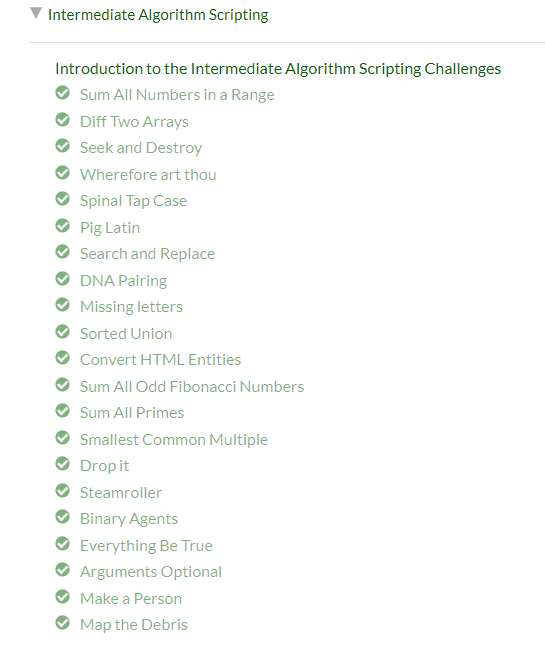 Intermediate Algorithm Scripting
Introduction to the Intermediate Algorithm Scripting Challenges
Sum All Numbers in a Range
Diff Two Arrays
Seek and Destroy
Wherefore art thou
Spinal Tap Case
Pig Latin
Search and Replace
DNA Pairing
Missing letters
Sorted Union
Convert HTML Entities
Sum All Odd Fibonacci Numbers
Sum All Primes
Smallest Common Multiple
Drop it
Steamroller
Binary Agents
Everything Be True
Arguments Optional
Make a Person
Map the Debris